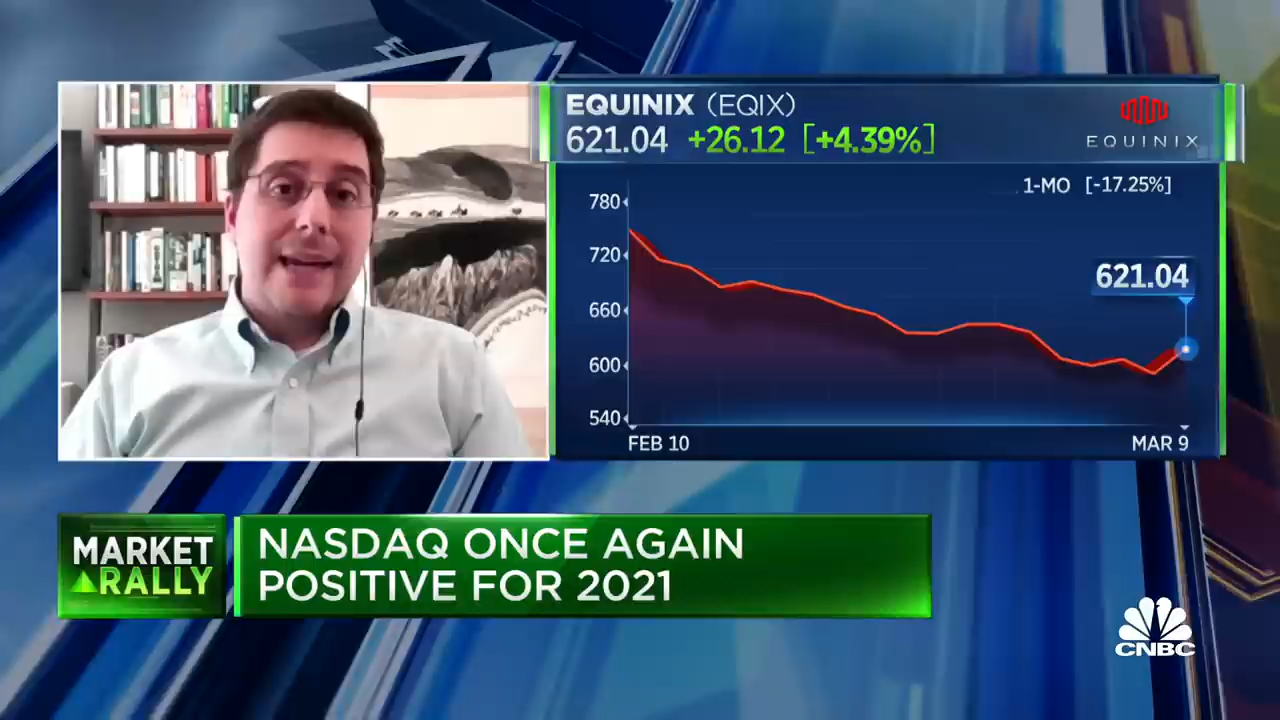 EQUINIX (EQIX)
621.04 +26.12 [+4.39%]
EQUINIX
1-MO [-17.25%]
780
720
660
600
540
621.04
FEB 10
MAR 9
MARKET
RALLY
NASDAQ ONCE AGAIN
POSITIVE FOR 2021
CNBC